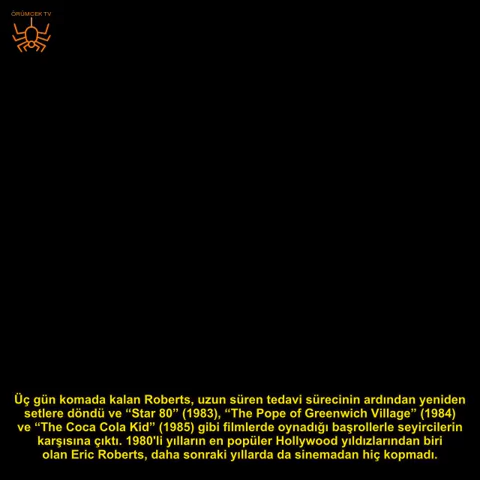 ÖRÜMCEK TV
Üç gün komada kalan Roberts, uzun süren tedavi sürecinin ardından yeniden
setlere döndü ve “Star 80” (1983), “The Pope of Greenwich Village” (1984)
ve “The Coca Cola Kid” (1985) gibi filmlerde oynadığı başrollerle seyircilerin
karşısına çıktı. 1980'li yılların en popüler Hollywood yıldızlarından biri
olan Eric Roberts, daha sonraki yıllarda da sinemadan hiç kopmadı.